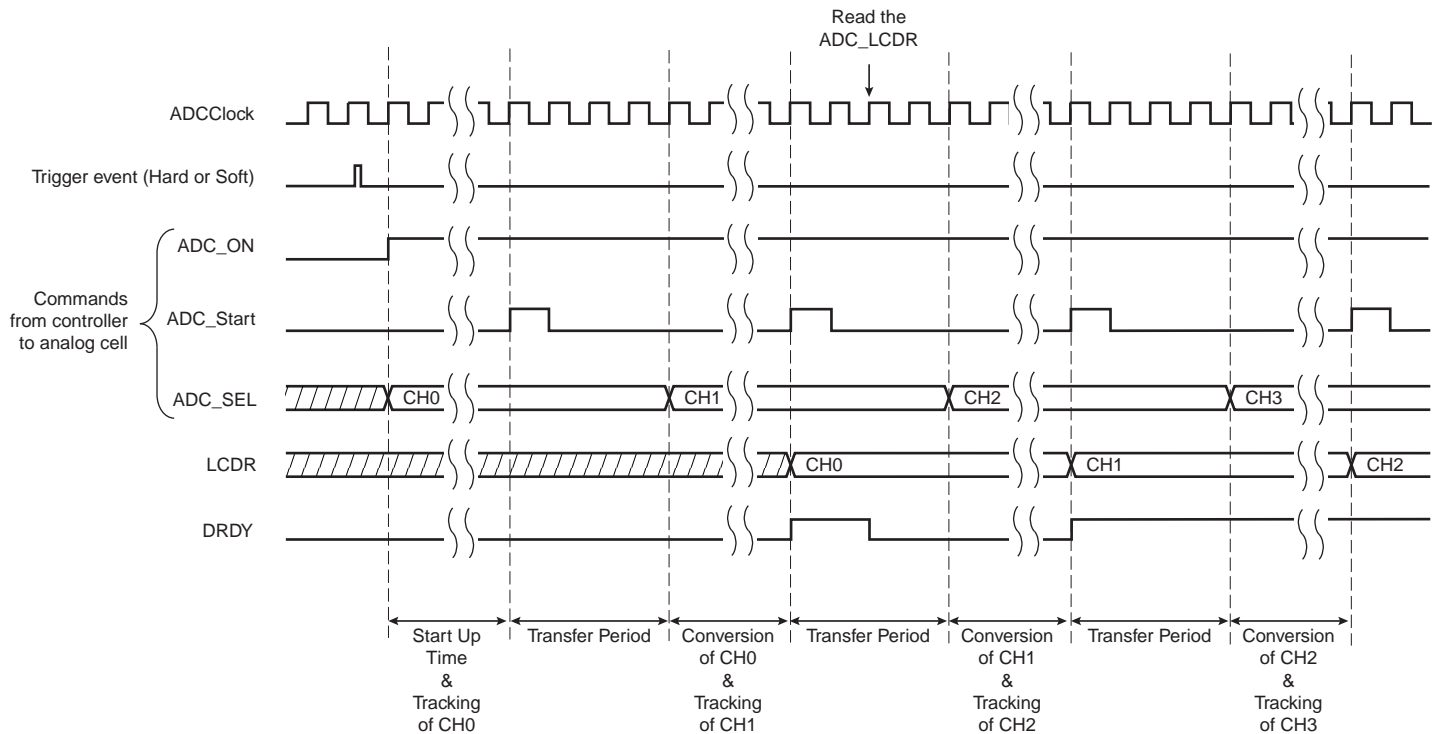 Read the
ADC_LCDR
ADCClock
Trigger event (Hard or Soft)
ADC_ON
Commands
from controller
to analog cell
ADC_Start
ADC_SEL
CH0
CH1
CH2
CH3
LCDR
CH0
CH1
CH2
DRDY
Start Up
Time
&
Tracking
of CH0
Transfer Period
Conversion
of CH0
&
Tracking
of CH1
Transfer Period
Conversion
of CH1
&
Tracking
of CH2
Transfer Period
Conversion
of CH2
&
Tracking
of CH3